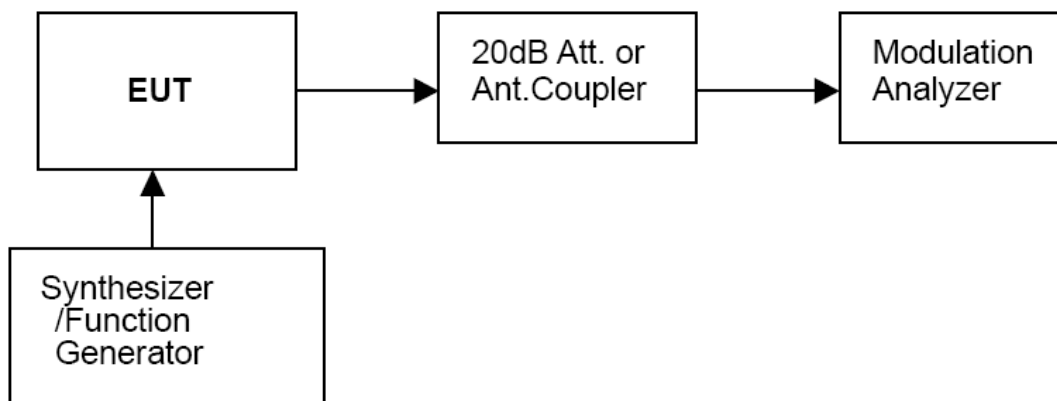 EUT
20dB Att. or
Ant.Coupler
Modulation
Analyzer
Synthesizer
/Function
Generator